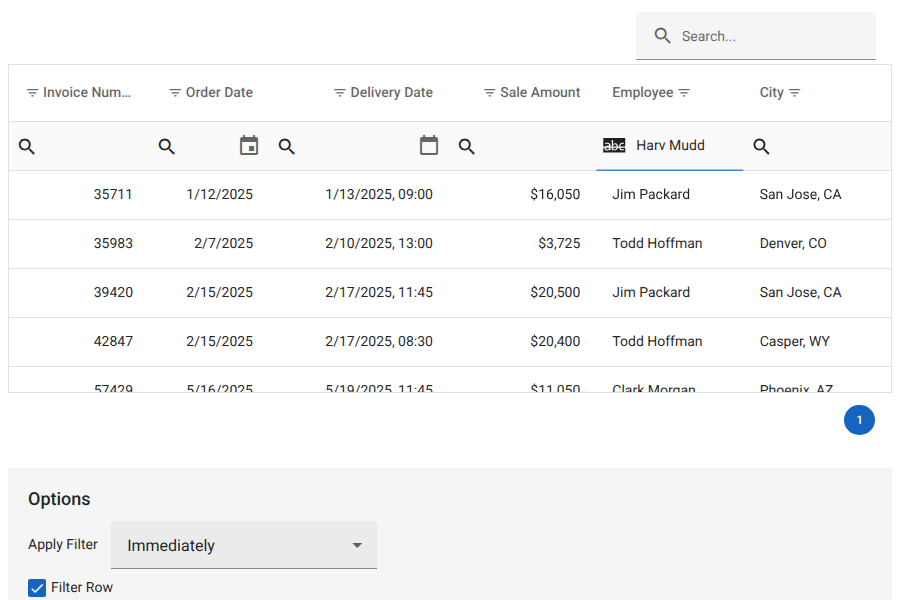 Search...
Invoice Num... Order Date Delivery Date Sale Amount Employee City
abc Harv Mudd
35711 1/12/2025 1/13/2025, 09:00 $16,050 Jim Packard San Jose, CA
35983 2/7/2025 2/10/2025, 13:00 $3,725 Todd Hoffman Denver, CO
39420 2/15/2025 2/17/2025, 11:45 $20,500 Jim Packard San Jose, CA
42847 2/15/2025 2/17/2025, 08:30 $20,400 Todd Hoffman Casper, WY
57429 5/16/2025 5/19/2025, 11:45 $11,050 Clark Morgan Phoenix, AZ
1
Options
Apply Filter Immediately
Filter Row